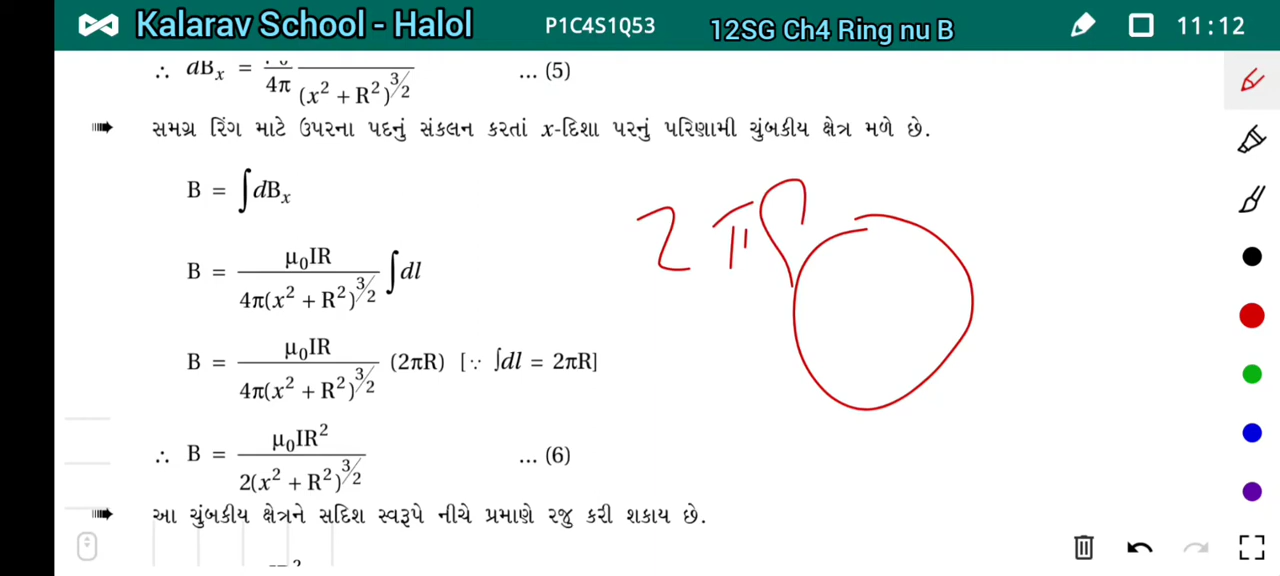 Kalarav School - Halol P1C4S1Q53 12SG Ch4 Ring nu B 11:12
∴ dBₓ = μ₀ / 4π (x² + R²)^3/2 ... (5)
સમગ્ર રિંગ માટે ઉપરના પદનું સંકલન કરતાં x-દિશા પરનું પરિણામી ચુંબકીય ક્ષેત્ર મળે છે.
B = ∫dBₓ
B = μ₀IR / 4π(x² + R²)^3/2 ∫dl
2πR
B = μ₀IR / 4π(x² + R²)^3/2 (2πR) [∵ ∫dl = 2πR]
∴ B = μ₀IR² / 2(x² + R²)^3/2 ... (6)
આ ચુંબકીય ક્ષેત્રને સદિશ સ્વરૂપે નીચે પ્રમાણે રજુ કરી શકાય છે.